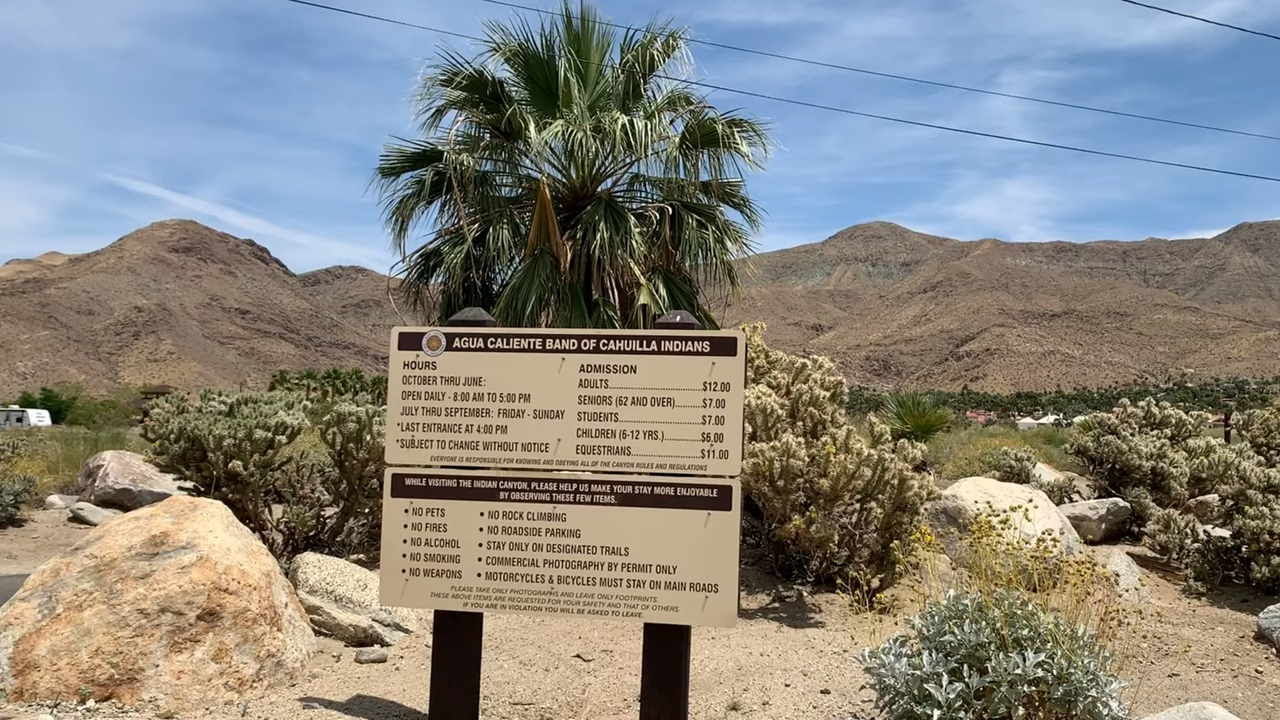 AGUA CALIENTE BAND OF CAHUILLA INDIANS
HOURS
OCTOBER THRU JUNE:
OPEN DAILY - 8:00 AM TO 5:00 PM
JULY THRU SEPTEMBER: FRIDAY - SUNDAY
*LAST ENTRANCE AT 4:00 PM
*SUBJECT TO CHANGE WITHOUT NOTICE
ADMISSION
ADULTS.......................$12.00
SENIORS (62 AND OVER).......$7.00
STUDENTS.....................$7.00
CHILDREN (6-12 YRS.)..........$6.00
EQUESTRIANS..................$11.00
EVERYONE IS RESPONSIBLE FOR KNOWING AND OBEYING ALL OF THE CANYON RULES AND REGULATIONS
WHILE VISITING THE INDIAN CANYON, PLEASE HELP US MAKE YOUR STAY MORE ENJOYABLE
BY OBSERVING THESE FEW ITEMS.
• NO PETS
• NO FIRES
• NO ALCOHOL
• NO SMOKING
• NO WEAPONS
• NO ROCK CLIMBING
• NO ROADSIDE PARKING
• STAY ONLY ON DESIGNATED TRAILS
• COMMERCIAL PHOTOGRAPHY BY PERMIT ONLY
• MOTORCYCLES & BICYCLES MUST STAY ON MAIN ROADS
PLEASE TAKE ONLY PHOTOGRAPHS AND LEAVE ONLY FOOTPRINTS.
THESE ABOVE ITEMS ARE REQUESTED FOR YOUR SAFETY AND THAT OF OTHERS.
IF YOU ARE IN VIOLATION YOU WILL BE ASKED TO LEAVE.